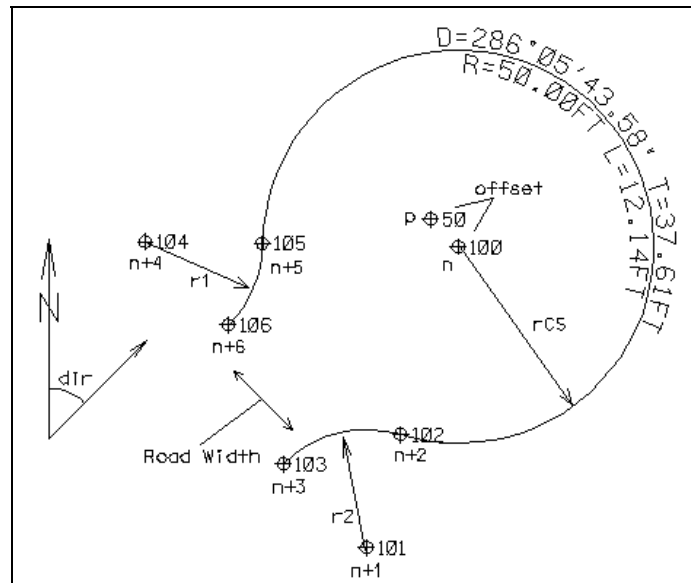 D=286°05'43.58' T=37.61FT
R=50.00FT L=12.14FT
offset
p 50
100
n
104
n+4
105
n+5
r1
rCS
106
n+6
N
dir
Road Width
102
n+2
103
n+3
r2
101
n+1